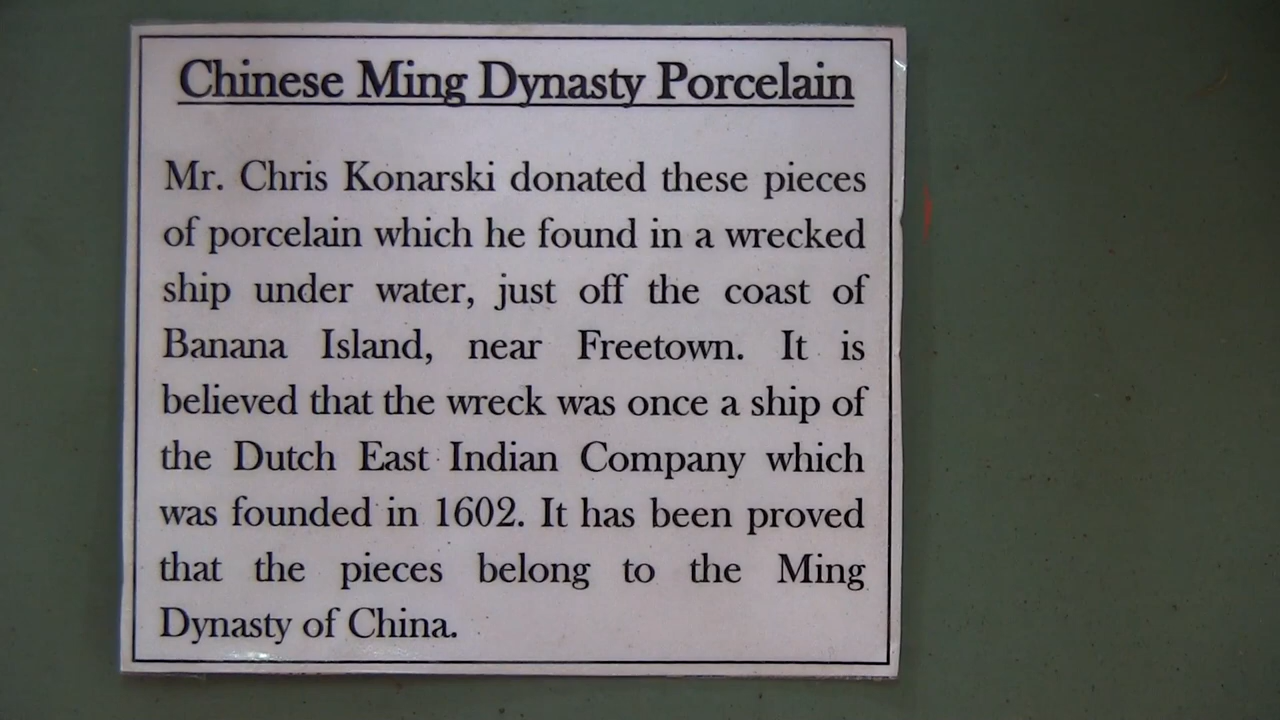 Chinese Ming Dynasty Porcelain
Mr. Chris Konarski donated these pieces
of porcelain which he found in a wrecked
ship under water, just off the coast of
Banana Island, near Freetown. It is
believed that the wreck was once a ship of
the Dutch East Indian Company which
was founded in 1602. It has been proved
that the pieces belong to the Ming
Dynasty of China.